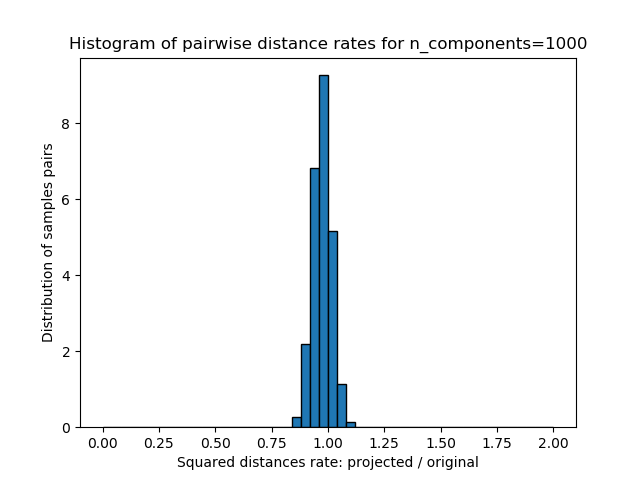 Histogram of pairwise distance rates for n_components=1000
Distribution of samples pairs
8
6
4
2
0
0.00 0.25 0.50 0.75 1.00 1.25 1.50 1.75 2.00
Squared distances rate: projected / original